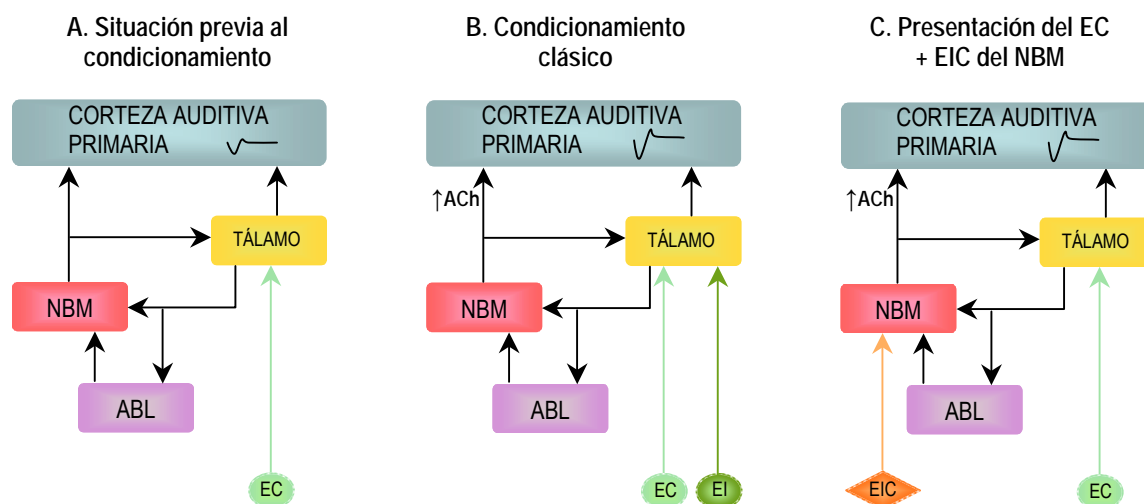 A. Situación previa al
condicionamiento
CORTEZA AUDITIVA
PRIMARIA
TÁLAMO
NBM
ABL
EC
B. Condicionamiento
clásico
CORTEZA AUDITIVA
PRIMARIA
↑ACh
TÁLAMO
NBM
ABL
EC
EI
C. Presentación del EC
+ EIC del NBM
CORTEZA AUDITIVA
PRIMARIA
↑ACh
TÁLAMO
NBM
ABL
EIC
EC